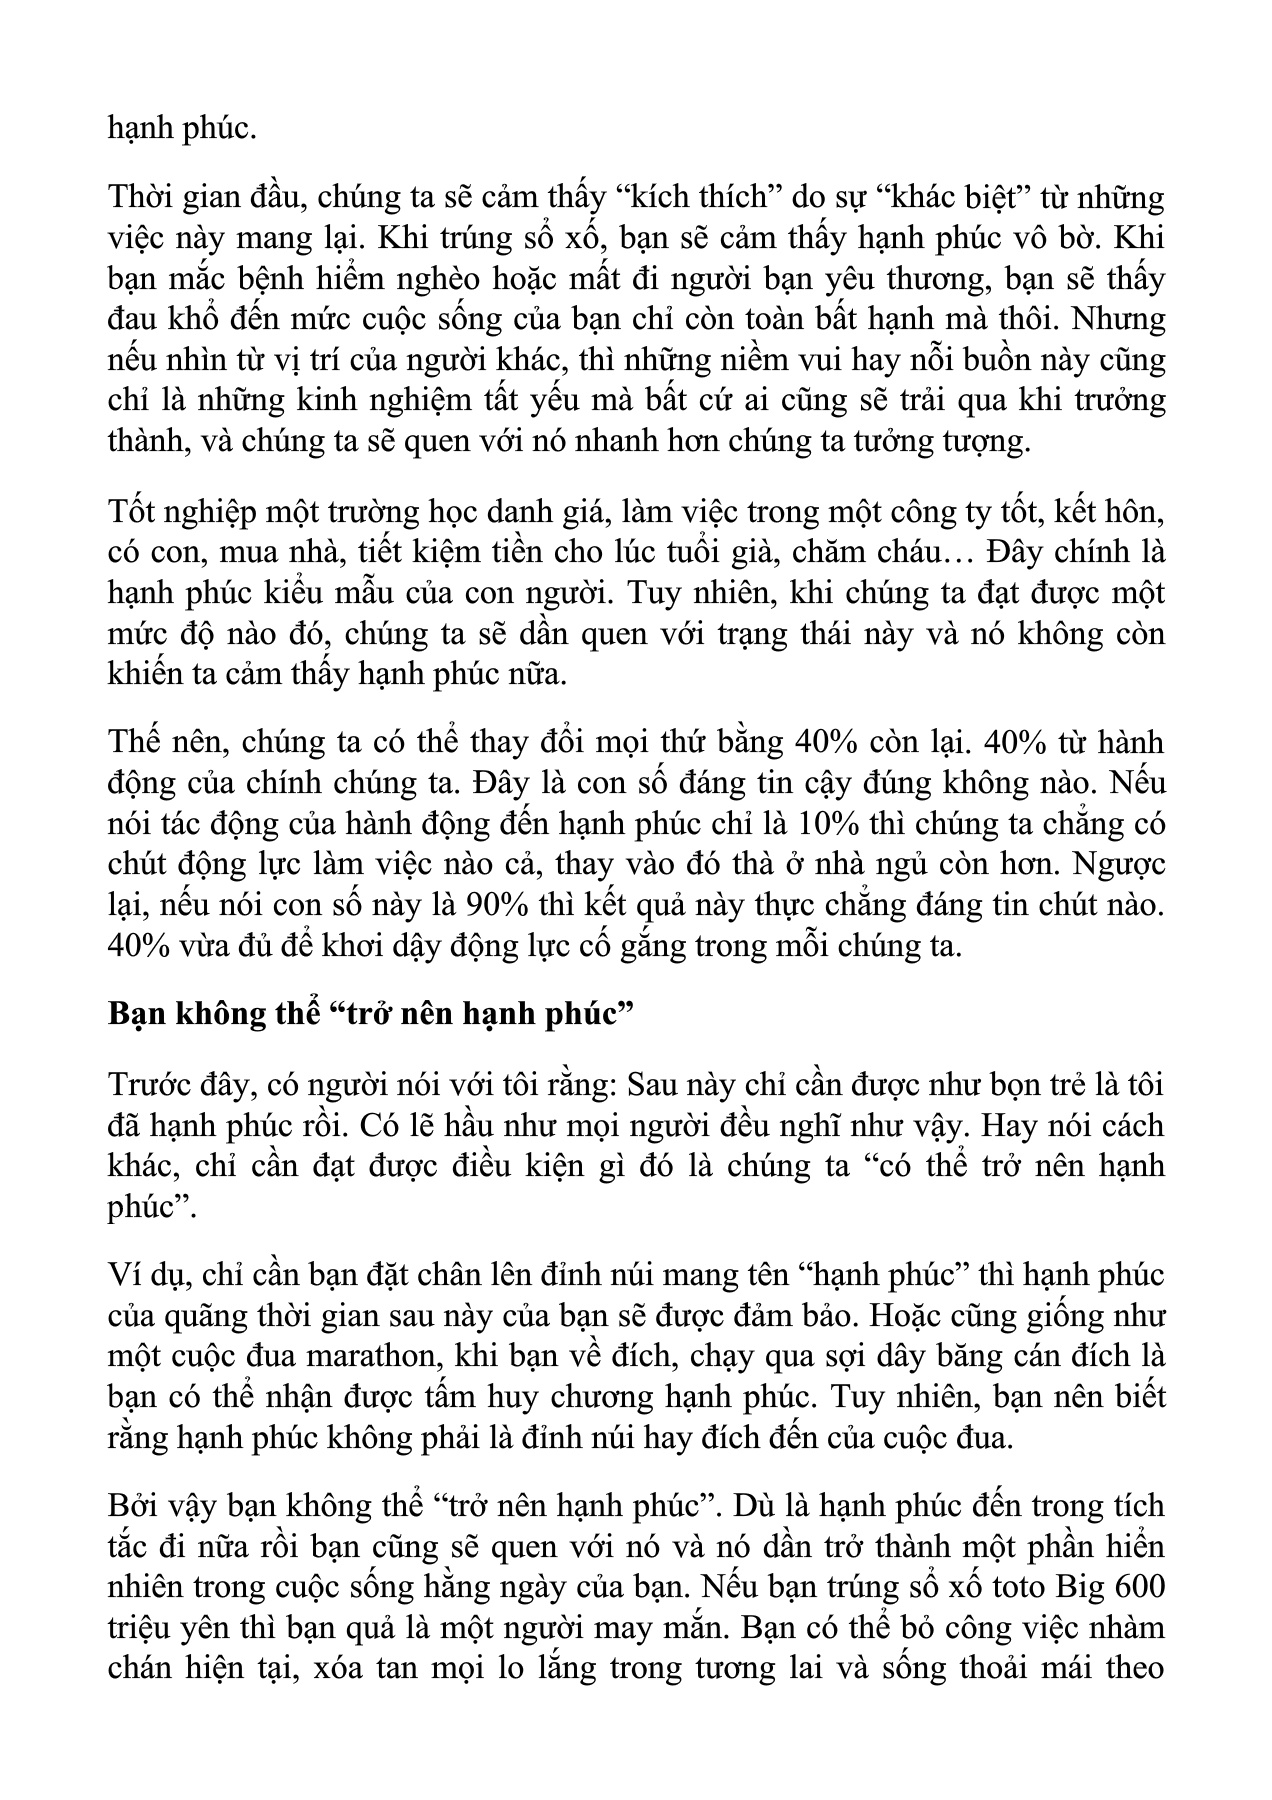 hạnh phúc.
Thời gian đầu, chúng ta sẽ cảm thấy “kích thích” do sự “khác biệt” từ những
việc này mang lại. Khi trúng sổ xố, bạn sẽ cảm thấy hạnh phúc vô bờ. Khi
bạn mắc bệnh hiểm nghèo hoặc mất đi người bạn yêu thương, bạn sẽ thấy
đau khổ đến mức cuộc sống của bạn chỉ còn toàn bất hạnh mà thôi. Nhưng
nếu nhìn từ vị trí của người khác, thì những niềm vui hay nỗi buồn này cũng
chỉ là những kinh nghiệm tất yếu mà bất cứ ai cũng sẽ trải qua khi trưởng
thành, và chúng ta sẽ quen với nó nhanh hơn chúng ta tưởng tượng.
Tốt nghiệp một trường học danh giá, làm việc trong một công ty tốt, kết hôn,
có con, mua nhà, tiết kiệm tiền cho lúc tuổi già, chăm cháu… Đây chính là
hạnh phúc kiểu mẫu của con người. Tuy nhiên, khi chúng ta đạt được một
mức độ nào đó, chúng ta sẽ dần quen với trạng thái này và nó không còn
khiến ta cảm thấy hạnh phúc nữa.
Thế nên, chúng ta có thể thay đổi mọi thứ bằng 40% còn lại. 40% từ hành
động của chính chúng ta. Đây là con số đáng tin cậy đúng không nào. Nếu
nói tác động của hành động đến hạnh phúc chỉ là 10% thì chúng ta chẳng có
chút động lực làm việc nào cả, thay vào đó thà ở nhà ngủ còn hơn. Ngược
lại, nếu nói con số này là 90% thì kết quả này thực chẳng đáng tin chút nào.
40% vừa đủ để khơi dậy động lực cố gắng trong mỗi chúng ta.
Bạn không thể “trở nên hạnh phúc”
Trước đây, có người nói với tôi rằng: Sau này chỉ cần được như bọn trẻ là tôi
đã hạnh phúc rồi. Có lẽ hầu như mọi người đều nghĩ như vậy. Hay nói cách
khác, chỉ cần đạt được điều kiện gì đó là chúng ta “có thể trở nên hạnh
phúc”.
Ví dụ, chỉ cần bạn đặt chân lên đỉnh núi mang tên “hạnh phúc” thì hạnh phúc
của quãng thời gian sau này của bạn sẽ được đảm bảo. Hoặc cũng giống như
một cuộc đua marathon, khi bạn về đích, chạy qua sợi dây băng cán đích là
bạn có thể nhận được tấm huy chương hạnh phúc. Tuy nhiên, bạn nên biết
rằng hạnh phúc không phải là đỉnh núi hay đích đến của cuộc đua.
Bởi vậy bạn không thể “trở nên hạnh phúc”. Dù là hạnh phúc đến trong tích
tắc đi nữa rồi bạn cũng sẽ quen với nó và nó dần trở thành một phần hiển
nhiên trong cuộc sống hằng ngày của bạn. Nếu bạn trúng sổ xố toto Big 600
triệu yên thì bạn quả là một người may mắn. Bạn có thể bỏ công việc nhàm
chán hiện tại, xóa tan mọi lo lắng trong tương lai và sống thoải mái theo